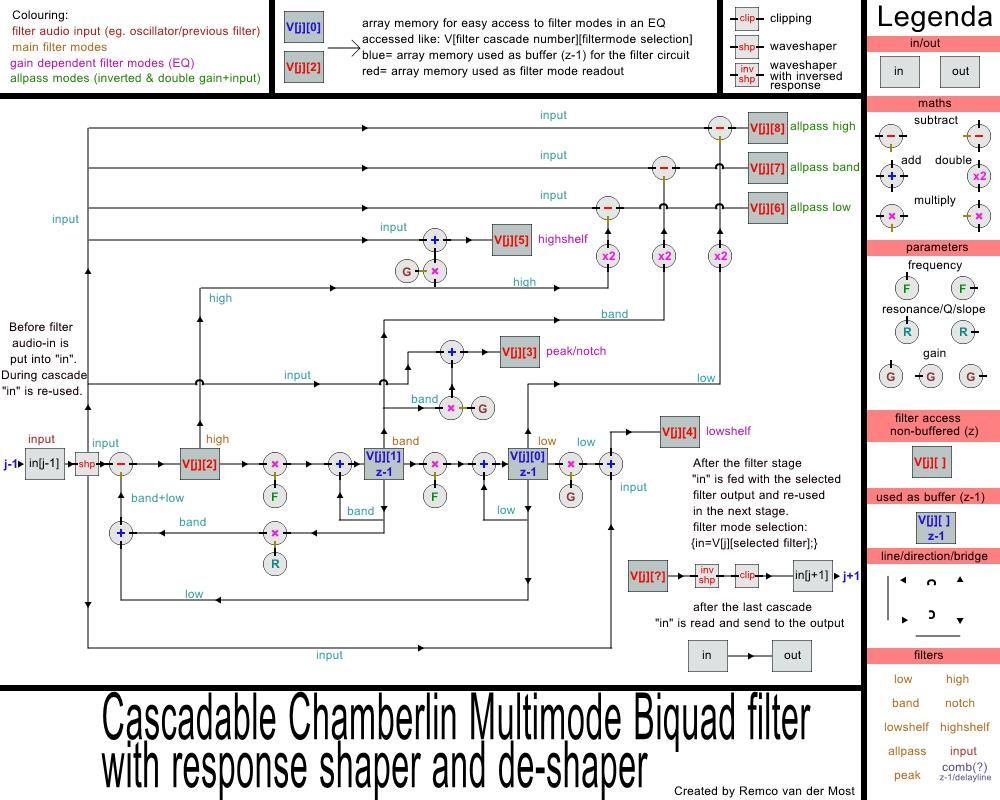 Colouring:
filter audio input (eg. oscillator/previous filter)
main filter modes
gain dependent filter modes (EQ)
allpass modes (inverted & double gain+input)
V[j][0]
V[j][2]
array memory for easy access to filter modes in an EQ
accessed like: V[filter cascade number][filtermode selection]
blue= array memory used as buffer (z-1) for the filter circuit
red= array memory used as filter mode readout
clip clipping
shp waveshaper
inv
shp
waveshaper
with inversed
response
Legenda
in/out
in out
maths
subtract
− −
add double
+ x2
multiply
× ×
parameters
frequency
F F
resonance/Q/slope
R R
gain
G G G
filter access
non-buffered (z)
V[j][ ]
used as buffer (z-1)
V[j][ ]
z-1
line/direction/bridge
filters
low high
band notch
lowshelf highshelf
allpass input
peak comb(?)
z-1/delayline
input − V[j][8] allpass high
input − V[j][7] allpass band
input − V[j][6] allpass low
input
input + V[j][5] highshelf
G × x2 x2 x2
high
high
band
Before filter
audio-in is
put into "in".
During cascade
"in" is re-used.
+ V[j][3] peak/notch
input
low
band × G
V[j][4] lowshelf
input input high band low low
j-1 in[j-1] shp − V[j][2] × + V[j][1]
z-1
× + V[j][0]
z-1
× +
F F G
input
band+low
band low
+ band ×
R
low
input
After the filter stage
"in" is fed with the selected
filter output and re-used
in the next stage.
filter mode selection:
{in=V[j][selected filter];}
V[j][?] inv
shp
clip in[j+1] j+1
after the last cascade
"in" is read and send to the output
in out
Cascadable Chamberlin Multimode Biquad filter
with response shaper and de-shaper
Created by Remco van der Most